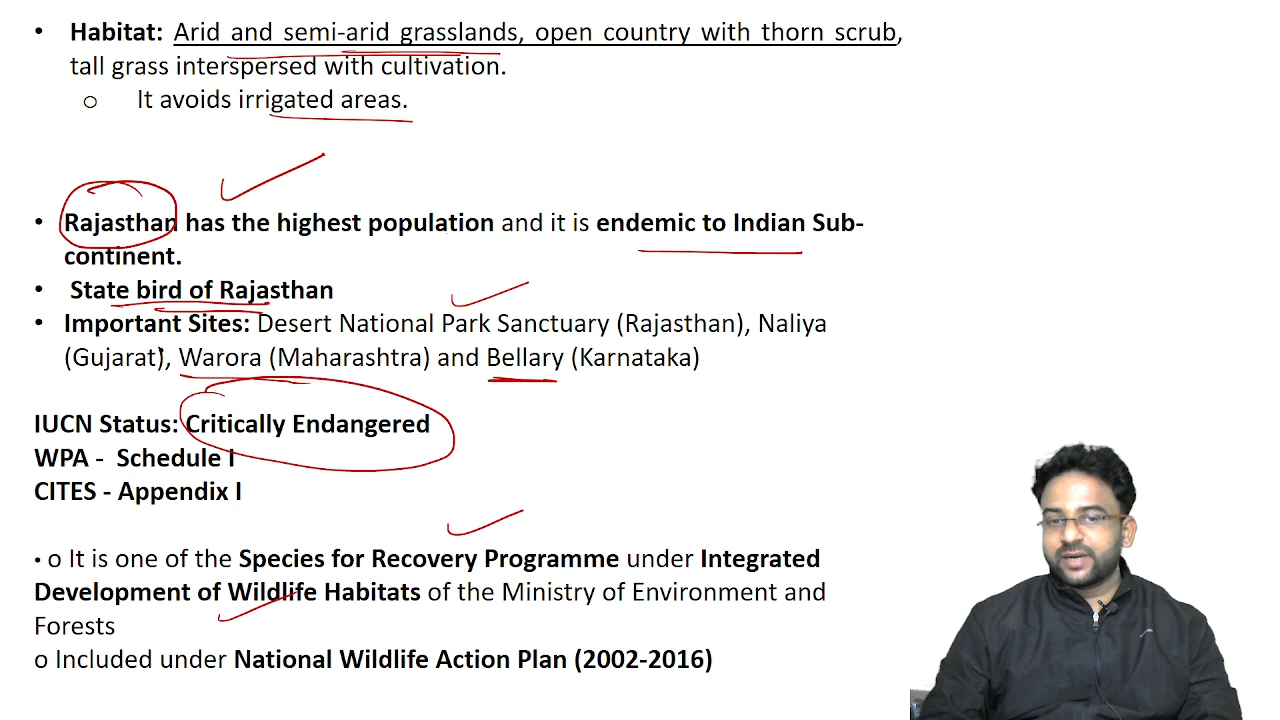 • Habitat: Arid and semi-arid grasslands, open country with thorn scrub,
tall grass interspersed with cultivation.
o It avoids irrigated areas.
• Rajasthan has the highest population and it is endemic to Indian Sub-
continent.
• State bird of Rajasthan
• Important Sites: Desert National Park Sanctuary (Rajasthan), Naliya
(Gujarat), Warora (Maharashtra) and Bellary (Karnataka)
IUCN Status: Critically Endangered
WPA - Schedule I
CITES - Appendix I
• o It is one of the Species for Recovery Programme under Integrated
Development of Wildlife Habitats of the Ministry of Environment and
Forests
o Included under National Wildlife Action Plan (2002-2016)